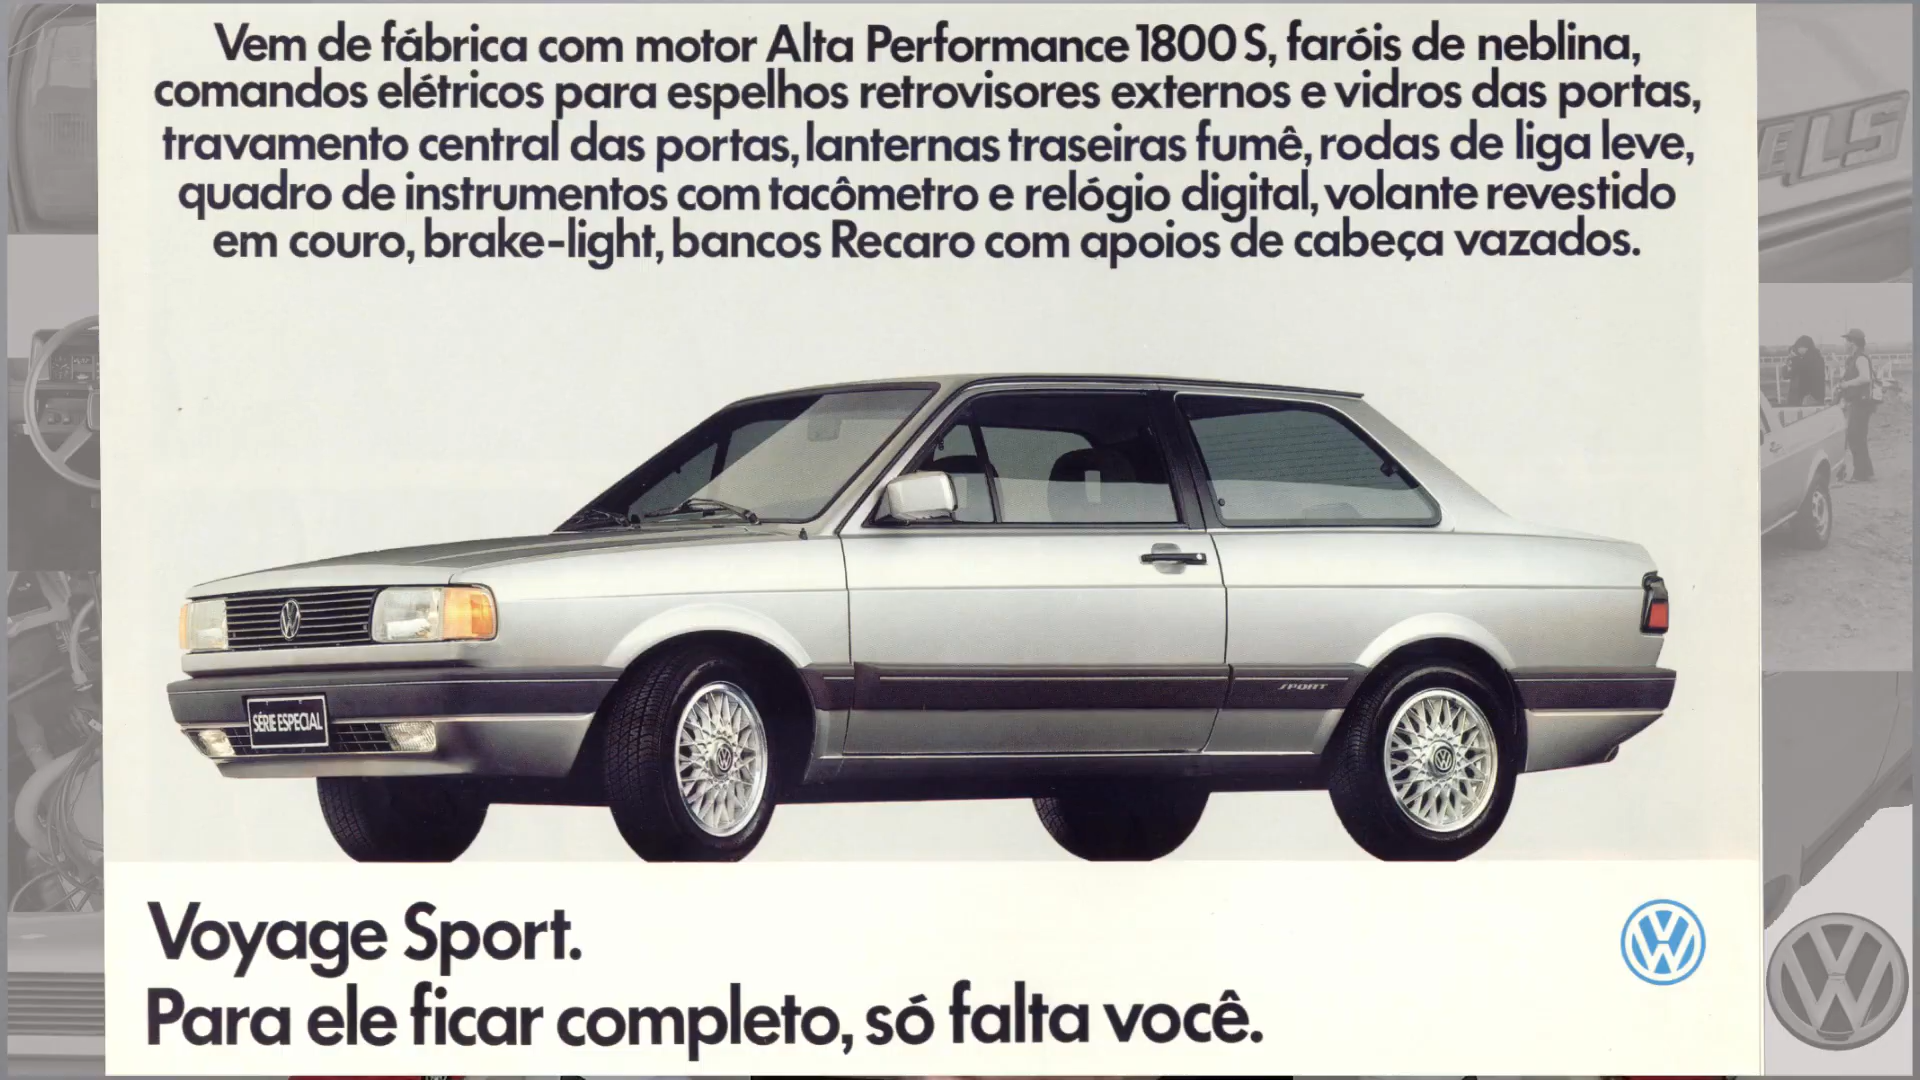 Vem de fábrica com motor Alta Performance 1800 S, faróis de neblina,
comandos elétricos para espelhos retrovisores externos e vidros das portas,
travamento central das portas, lanternas traseiras fumê, rodas de liga leve,
quadro de instrumentos com tacômetro e relógio digital, volante revestido
em couro, brake-light, bancos Recaro com apoios de cabeça vazados.
LS
SPORT
SÉRIE ESPECIAL
Voyage Sport.
Para ele ficar completo, só falta você.